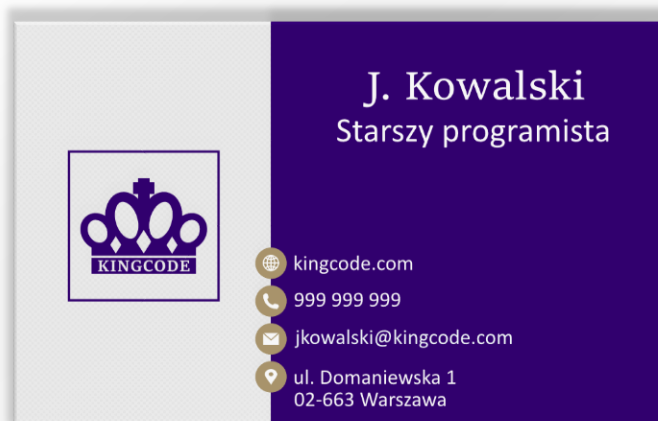 J. Kowalski
Starszy programista
KINGCODE
kingcode.com
999 999 999
jkowalski@kingcode.com
ul. Domaniewska 1
02-663 Warszawa